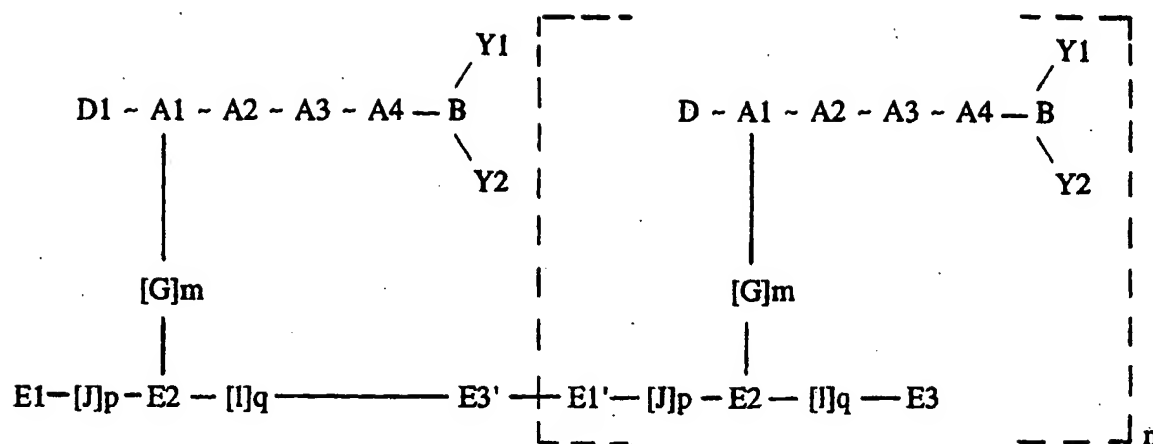 Y1 Y1
D1 ~ A1 ~ A2 ~ A3 ~ A4 — B D ~ A1 ~ A2 ~ A3 ~ A4 — B
Y2 Y2
[G]m [G]m
E1—[J]p—E2—[I]q———E3'—E1'—[J]p—E2—[I]q—E3
n